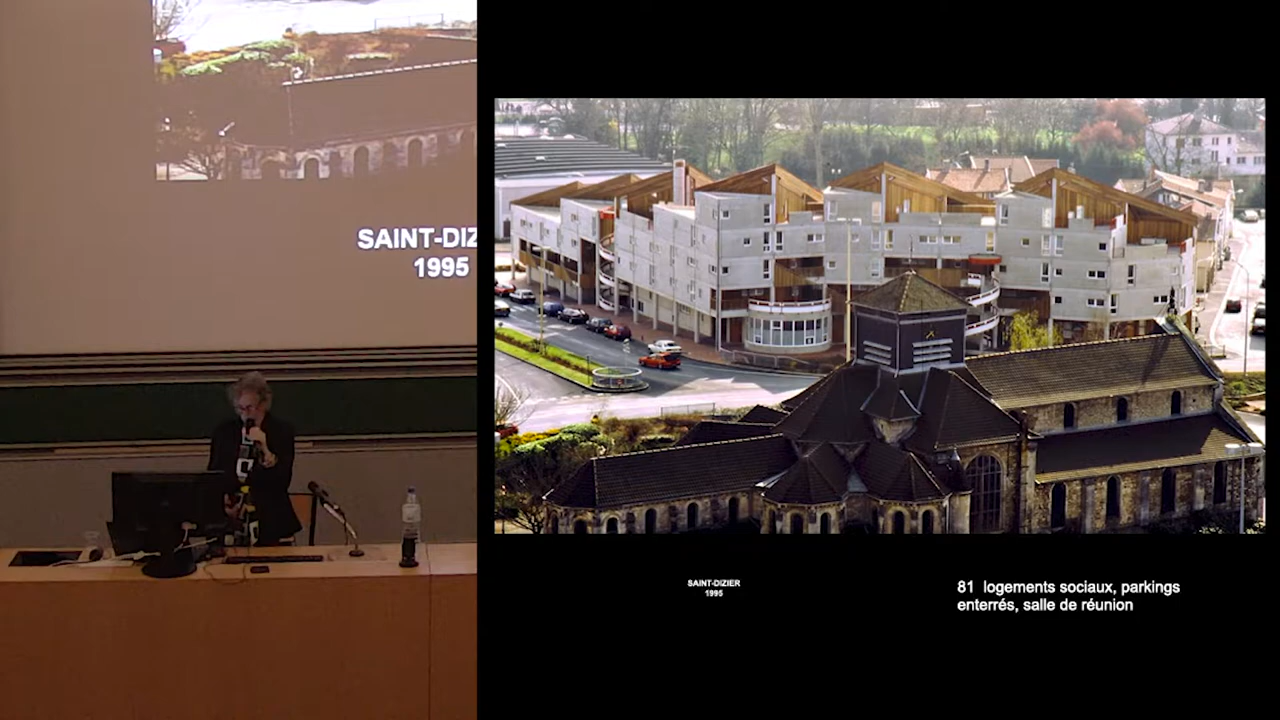 SAINT-DIZ
1995
SAINT-DIZIER
1995
81 logements sociaux, parkings
enterrés, salle de réunion